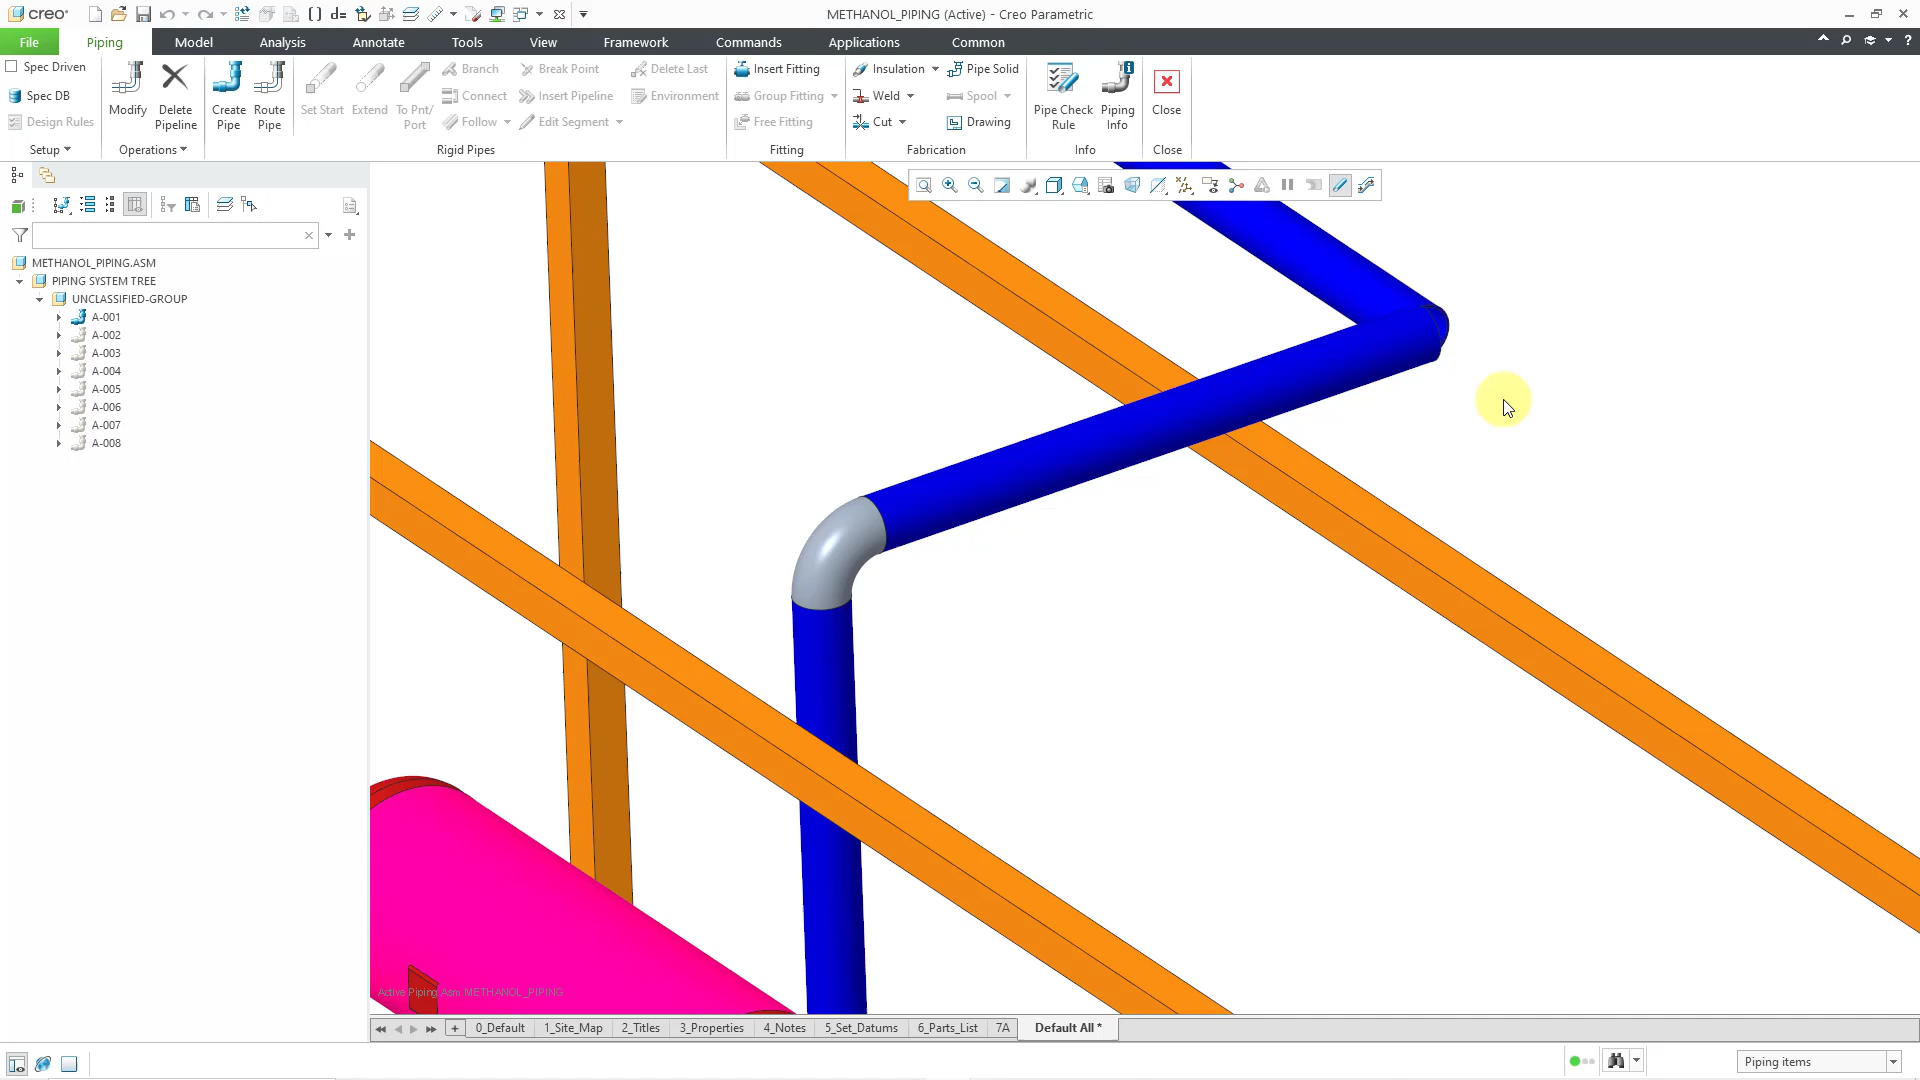 creo
METHANOL_PIPING (Active) - Creo Parametric
File
Piping
Model
Analysis
Annotate
Tools
View
Framework
Commands
Applications
Common
Spec Driven
Spec DB
Design Rules
Setup
Modify
Delete
Pipeline
Operations
Create
Pipe
Route
Pipe
Set Start
Extend
To Pnt/
Port
Branch
Connect
Follow
Break Point
Insert Pipeline
Edit Segment
Delete Last
Environment
Rigid Pipes
Insert Fitting
Group Fitting
Free Fitting
Fitting
Insulation
Weld
Cut
Pipe Solid
Spool
Drawing
Fabrication
Pipe Check
Rule
Piping
Info
Info
Close
Close
METHANOL_PIPING.ASM
PIPING SYSTEM TREE
UNCLASSIFIED-GROUP
A-001
A-002
A-003
A-004
A-005
A-006
A-007
A-008
Active Piping Asm METHANOL_PIPING
0_Default
1_Site_Map
2_Titles
3_Properties
4_Notes
5_Set_Datums
6_Parts_List
7A
Default All *
Piping items